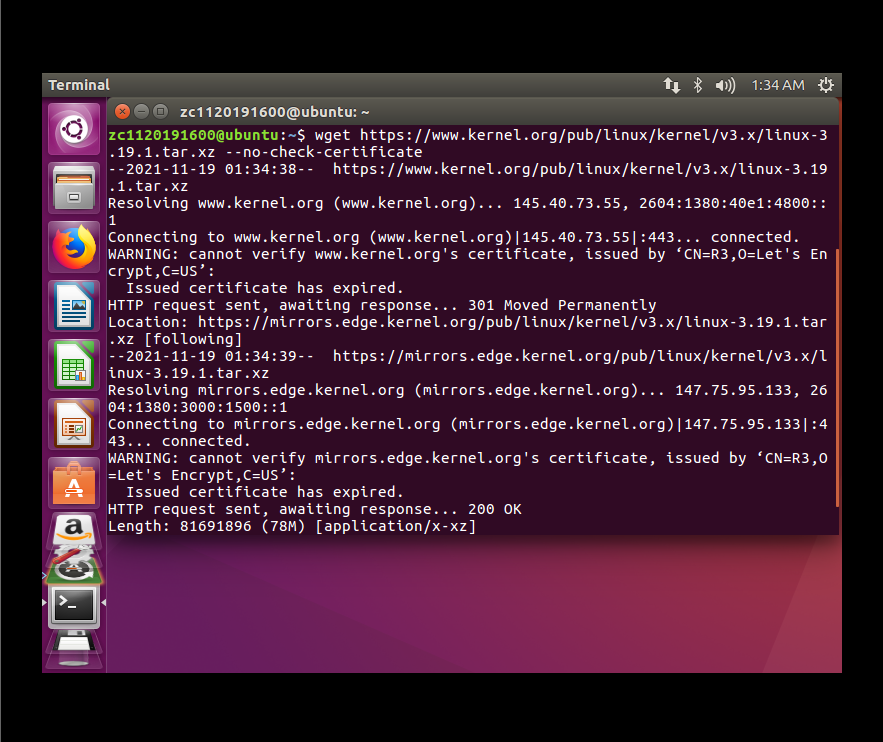 Terminal
1:34 AM
zc1120191600@ubuntu: ~
zc1120191600@ubuntu:~$ wget https://www.kernel.org/pub/linux/kernel/v3.x/linux-3
.19.1.tar.xz --no-check-certificate
--2021-11-19 01:34:38--  https://www.kernel.org/pub/linux/kernel/v3.x/linux-3.19
.1.tar.xz
Resolving www.kernel.org (www.kernel.org)... 145.40.73.55, 2604:1380:40e1:4800::
1
Connecting to www.kernel.org (www.kernel.org)|145.40.73.55|:443... connected.
WARNING: cannot verify www.kernel.org's certificate, issued by ‘CN=R3,O=Let's En
crypt,C=US’:
  Issued certificate has expired.
HTTP request sent, awaiting response... 301 Moved Permanently
Location: https://mirrors.edge.kernel.org/pub/linux/kernel/v3.x/linux-3.19.1.tar
.xz [following]
--2021-11-19 01:34:39--  https://mirrors.edge.kernel.org/pub/linux/kernel/v3.x/l
inux-3.19.1.tar.xz
Resolving mirrors.edge.kernel.org (mirrors.edge.kernel.org)... 147.75.95.133, 26
04:1380:3000:1500::1
Connecting to mirrors.edge.kernel.org (mirrors.edge.kernel.org)|147.75.95.133|:4
43... connected.
WARNING: cannot verify mirrors.edge.kernel.org's certificate, issued by ‘CN=R3,O
=Let's Encrypt,C=US’:
  Issued certificate has expired.
HTTP request sent, awaiting response... 200 OK
Length: 81691896 (78M) [application/x-xz]